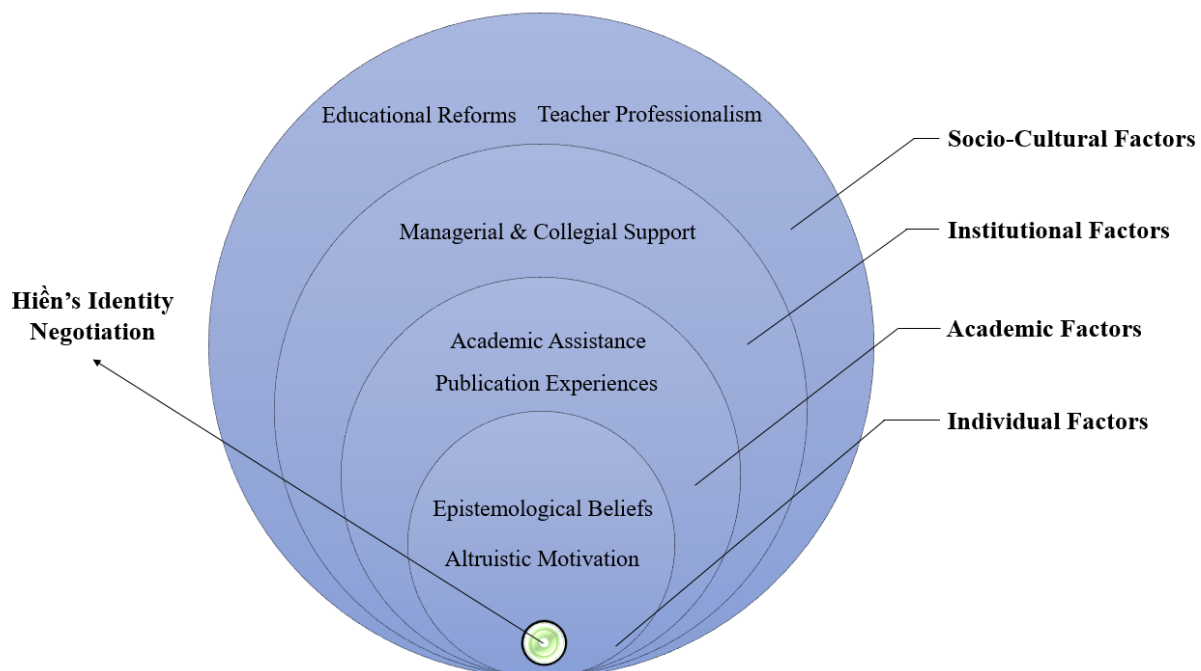 Educational Reforms Teacher Professionalism
Socio-Cultural Factors
Managerial & Collegial Support
Institutional Factors
Hiền's Identity
Negotiation
Academic Assistance
Academic Factors
Publication Experiences
Individual Factors
Epistemological Beliefs
Altruistic Motivation